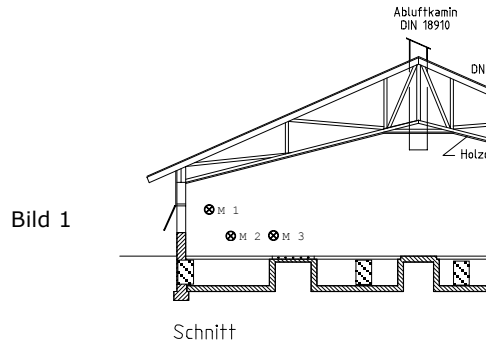 Abluftkamin
DIN 18910
DN
Holz
Bild 1
M 1
M 2 M 3
Schnitt